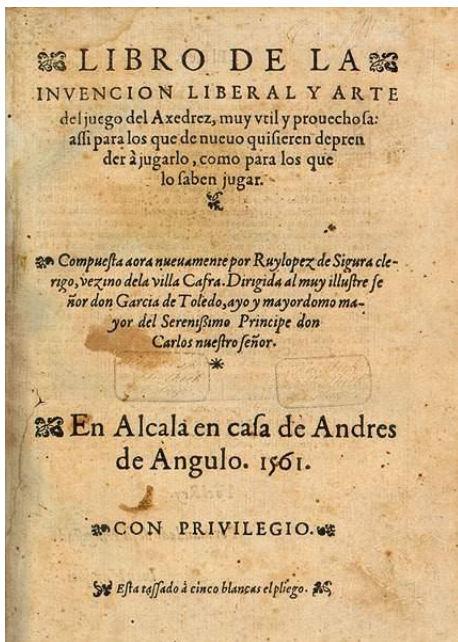 LIBRO DE LA
INVENCION LIBERAL Y ARTE
del juego del Axedrez, muy vtil y prouechosa:
assi para los que de nueuo quisieren depren
der à jugarlo, como para los que
lo saben jugar.
Compuesta aora nueuamente por Ruylopez de Sigura cle-
rigo, vezino dela villa Cafra. Dirigida al muy illustre se
ñor don Garcia de Toledo, ayo y mayordomo ma-
yor del Serenissimo Principe don
Carlos nuestro señor.
En Alcala en casa de Andres
de Angulo. 1561.
CON PRIVILEGIO.
Esta tassado à cinco blancas el pliego.